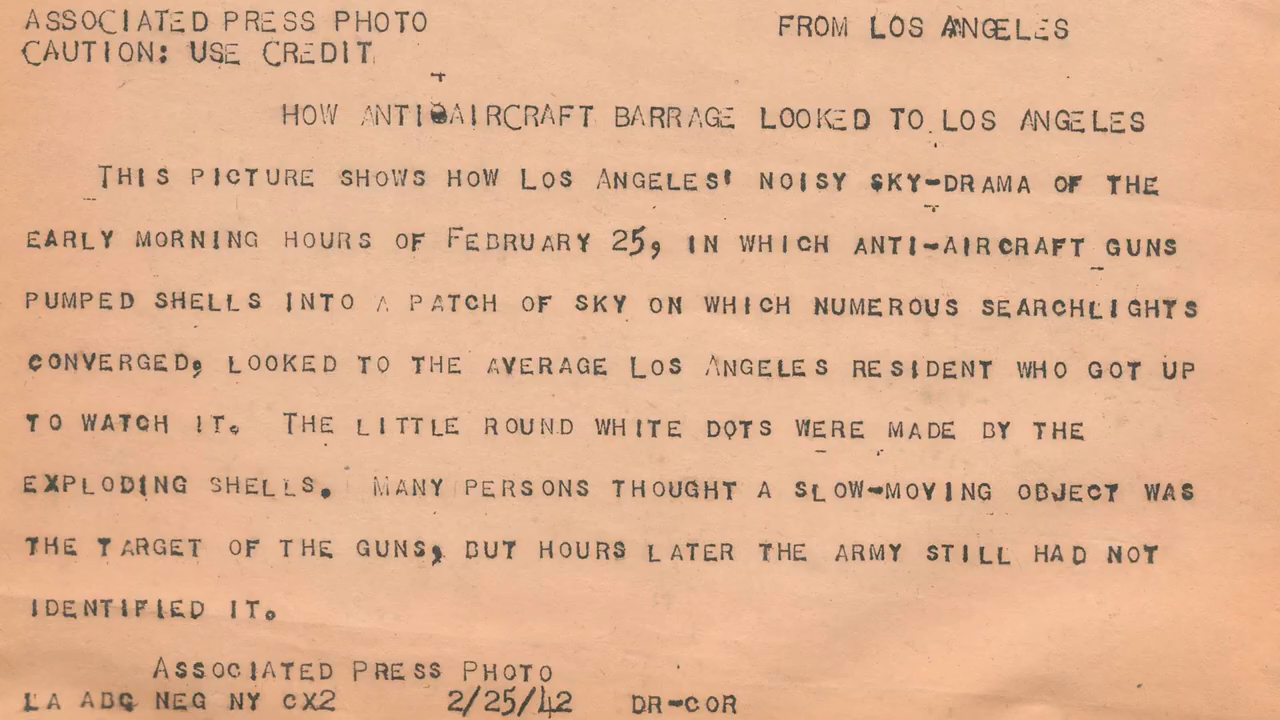 ASSOCIATED PRESS PHOTO FROM LOS ANGELES
CAUTION: USE CREDIT
HOW ANTI-AIRCRAFT BARRAGE LOOKED TO LOS ANGELES
THIS PICTURE SHOWS HOW LOS ANGELES' NOISY SKY-DRAMA OF THE
EARLY MORNING HOURS OF FEBRUARY 25, IN WHICH ANTI-AIRCRAFT GUNS
PUMPED SHELLS INTO A PATCH OF SKY ON WHICH NUMEROUS SEARCHLIGHTS
CONVERGED, LOOKED TO THE AVERAGE LOS ANGELES RESIDENT WHO GOT UP
TO WATCH IT. THE LITTLE ROUND WHITE DOTS WERE MADE BY THE
EXPLODING SHELLS. MANY PERSONS THOUGHT A SLOW-MOVING OBJECT WAS
THE TARGET OF THE GUNS, BUT HOURS LATER THE ARMY STILL HAD NOT
IDENTIFIED IT.
ASSOCIATED PRESS PHOTO
LA ABC NEG NY CX2 2/25/42 DR-COR